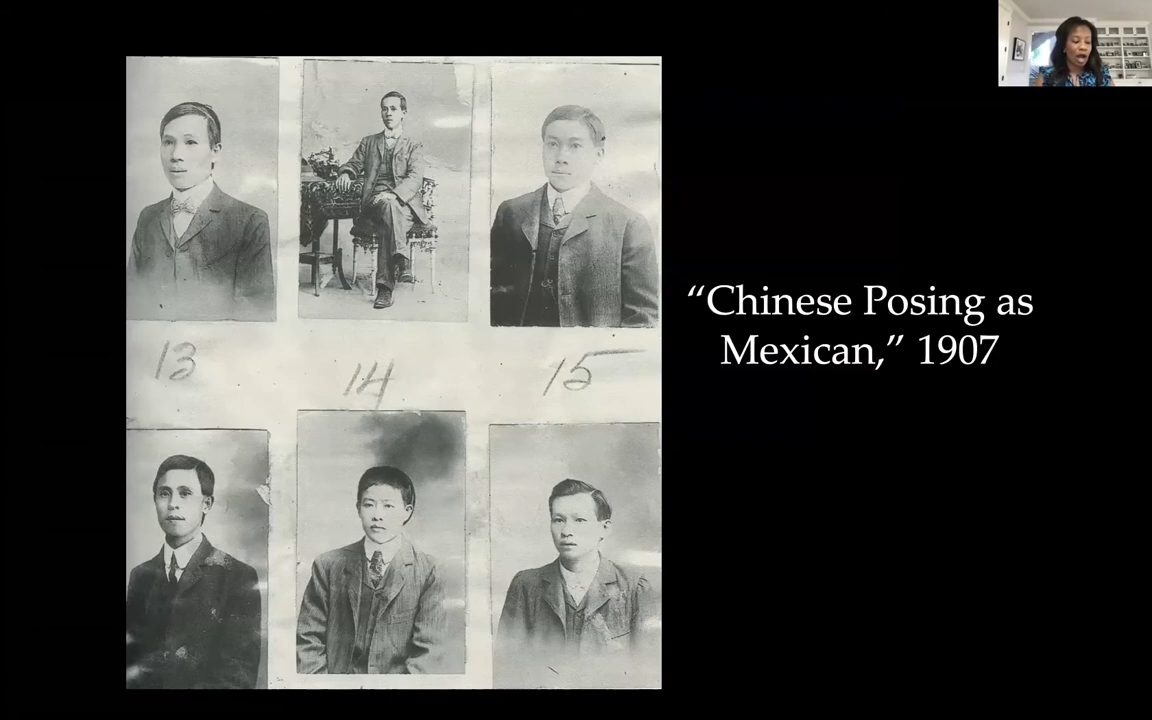 13
14
15
“Chinese Posing as
Mexican,” 1907